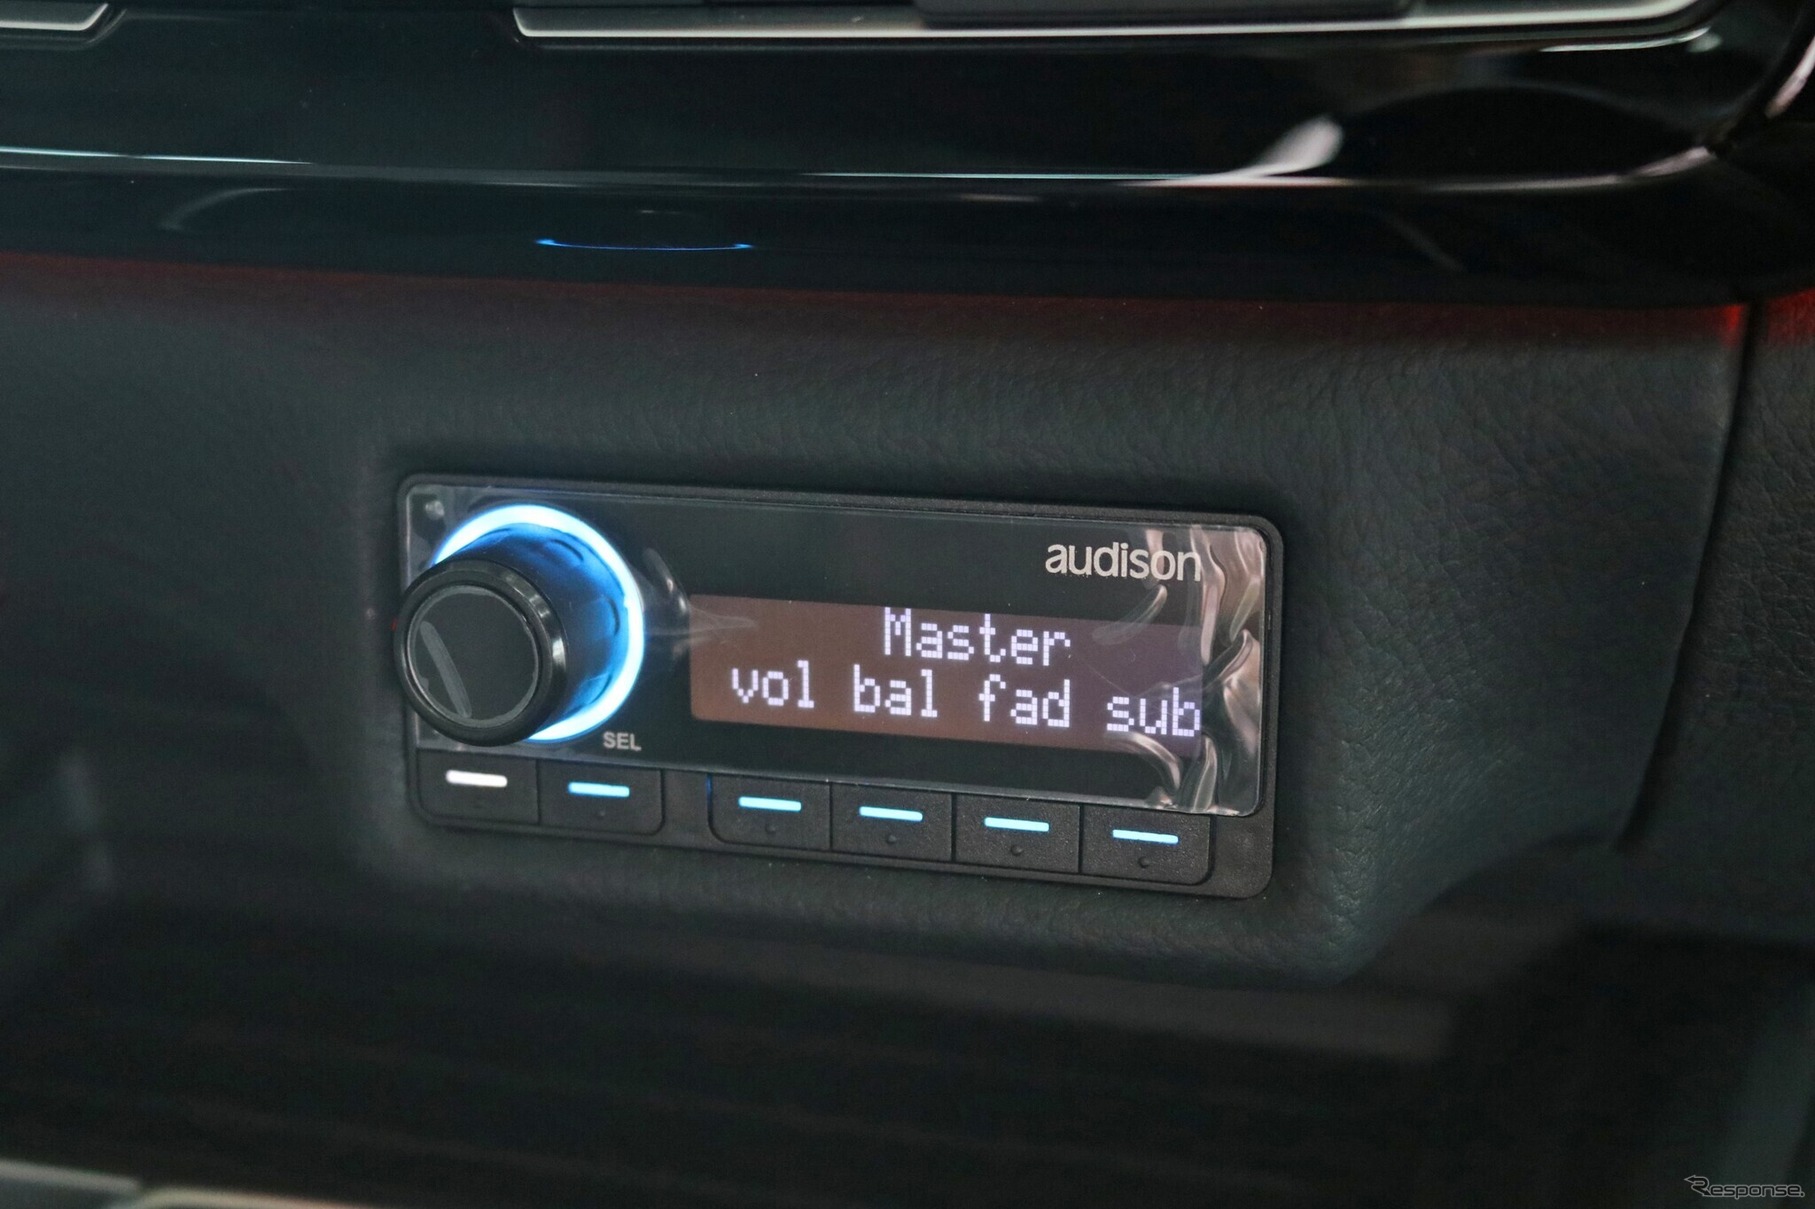 audison
Master
vol bal fad sub
SEL
Response.